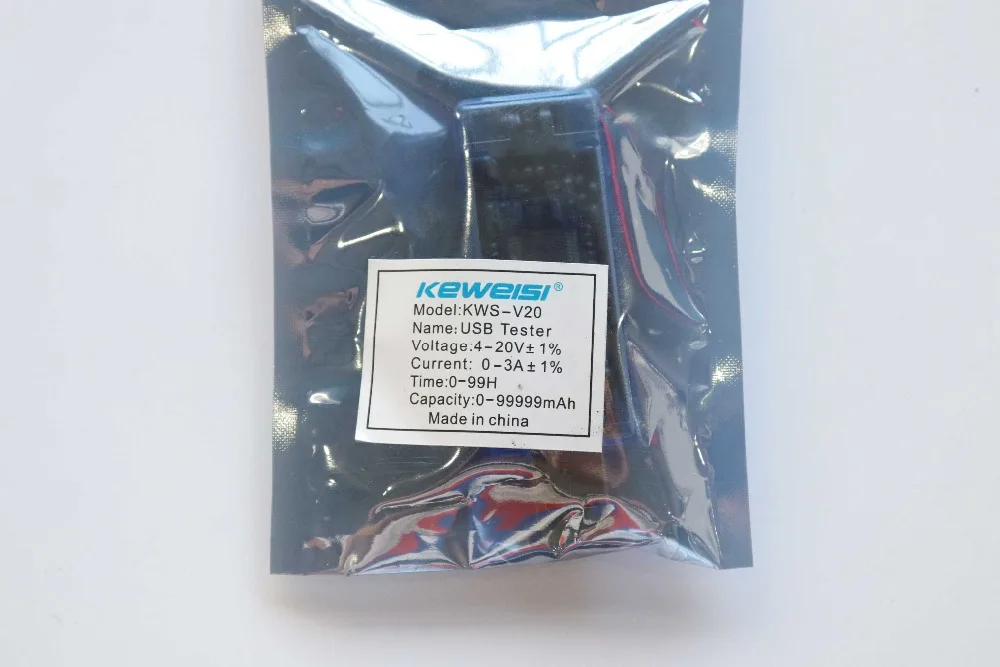 KEWEISI®
Model:KWS-V20
Name:USB Tester
Voltage:4-20V±1%
Current: 0-3A±1%
Time:0-99H
Capacity:0-99999mAh
Made in china